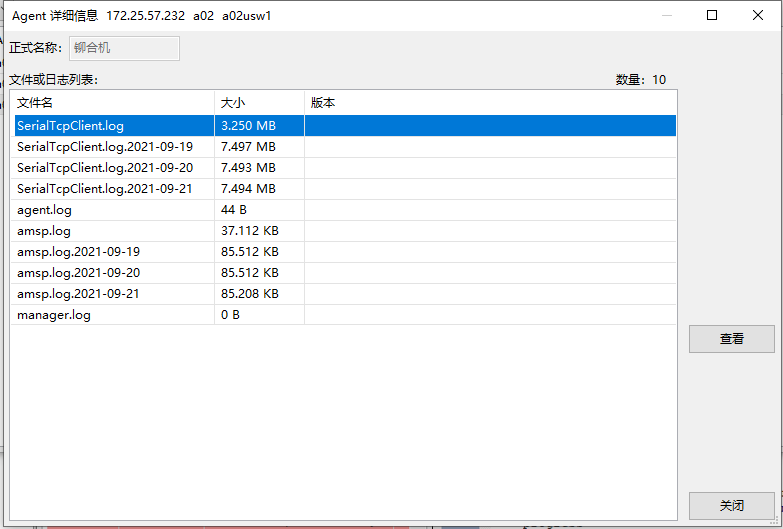 Agent 详细信息 172.25.57.232 a02 a02usw1
正式名称: 铆合机
文件或日志列表: 数量: 10
文件名 大小 版本
SerialTcpClient.log 3.250 MB
SerialTcpClient.log.2021-09-19 7.497 MB
SerialTcpClient.log.2021-09-20 7.493 MB
SerialTcpClient.log.2021-09-21 7.494 MB
agent.log 44 B
amsp.log 37.112 KB
amsp.log.2021-09-19 85.512 KB
amsp.log.2021-09-20 85.512 KB
amsp.log.2021-09-21 85.208 KB
manager.log 0 B
查看
关闭